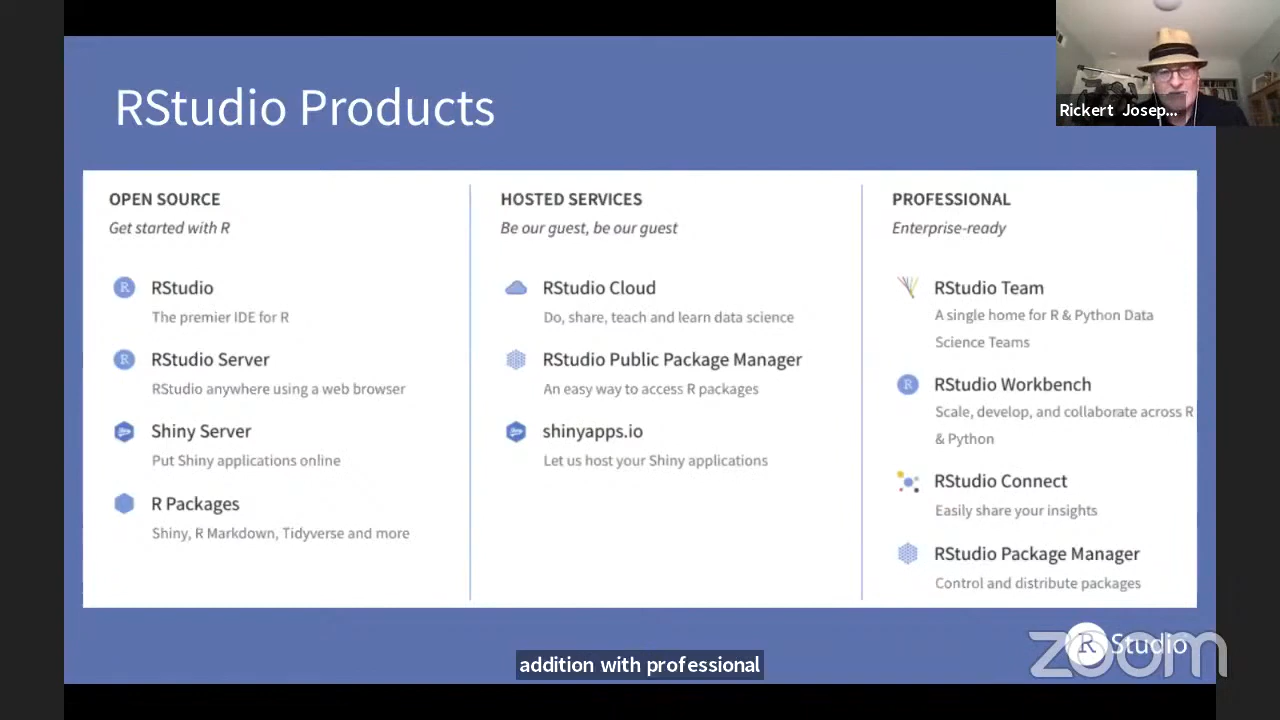 RStudio Products
Rickert Josep...
OPEN SOURCE
Get started with R
R RStudio
The premier IDE for R
R RStudio Server
RStudio anywhere using a web browser
Shiny Server
Put Shiny applications online
R Packages
Shiny, R Markdown, Tidyverse and more
HOSTED SERVICES
Be our guest, be our guest
RStudio Cloud
Do, share, teach and learn data science
RStudio Public Package Manager
An easy way to access R packages
shinyapps.io
Let us host your Shiny applications
PROFESSIONAL
Enterprise-ready
RStudio Team
A single home for R & Python Data
Science Teams
R RStudio Workbench
Scale, develop, and collaborate across R
& Python
RStudio Connect
Easily share your insights
RStudio Package Manager
Control and distribute packages
R Studio
zoom
addition with professional